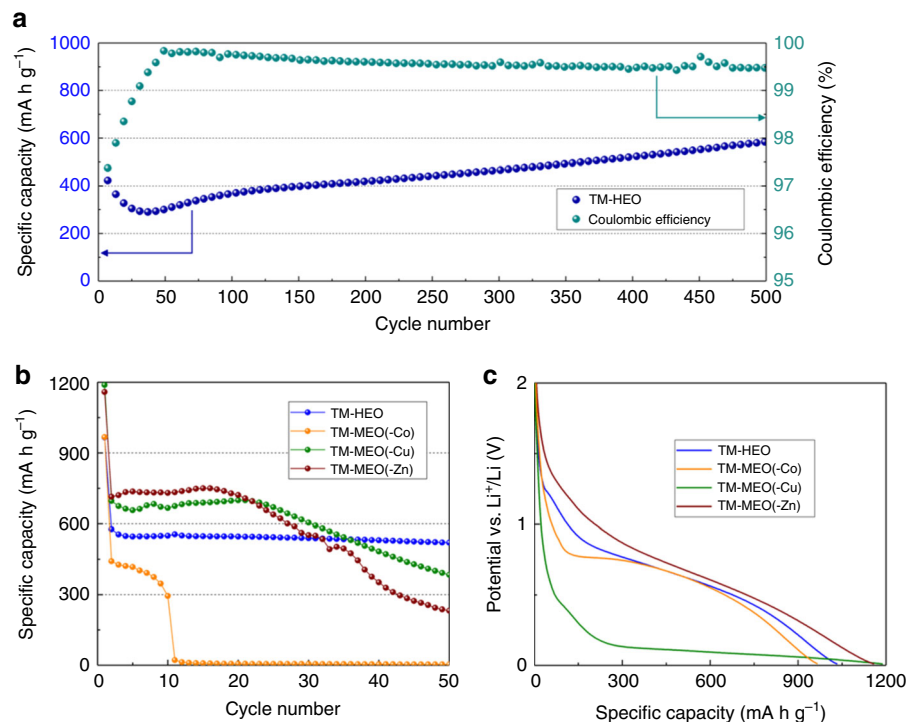 a
1000
800
600
400
200
0
Specific capacity (mA h g⁻¹)
100
99
98
97
96
95
Coulombic efficiency (%)
TM-HEO
Coulombic efficiency
0 50 100 150 200 250 300 350 400 450 500
Cycle number
b
1200
900
600
300
0
Specific capacity (mA h g⁻¹)
TM-HEO
TM-MEO(-Co)
TM-MEO(-Cu)
TM-MEO(-Zn)
0 10 20 30 40 50
Cycle number
c
2
1
0
Potential vs. Li⁺/Li (V)
TM-HEO
TM-MEO(-Co)
TM-MEO(-Cu)
TM-MEO(-Zn)
0 300 600 900 1200
Specific capacity (mA h g⁻¹)